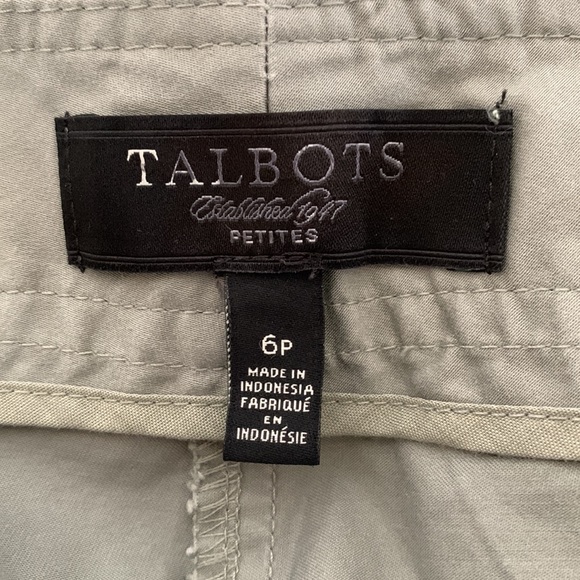 TALBOTS
Established 1947
PETITES
6P
MADE IN
INDONESIA
FABRIQUÉ
EN
INDONÉSIE